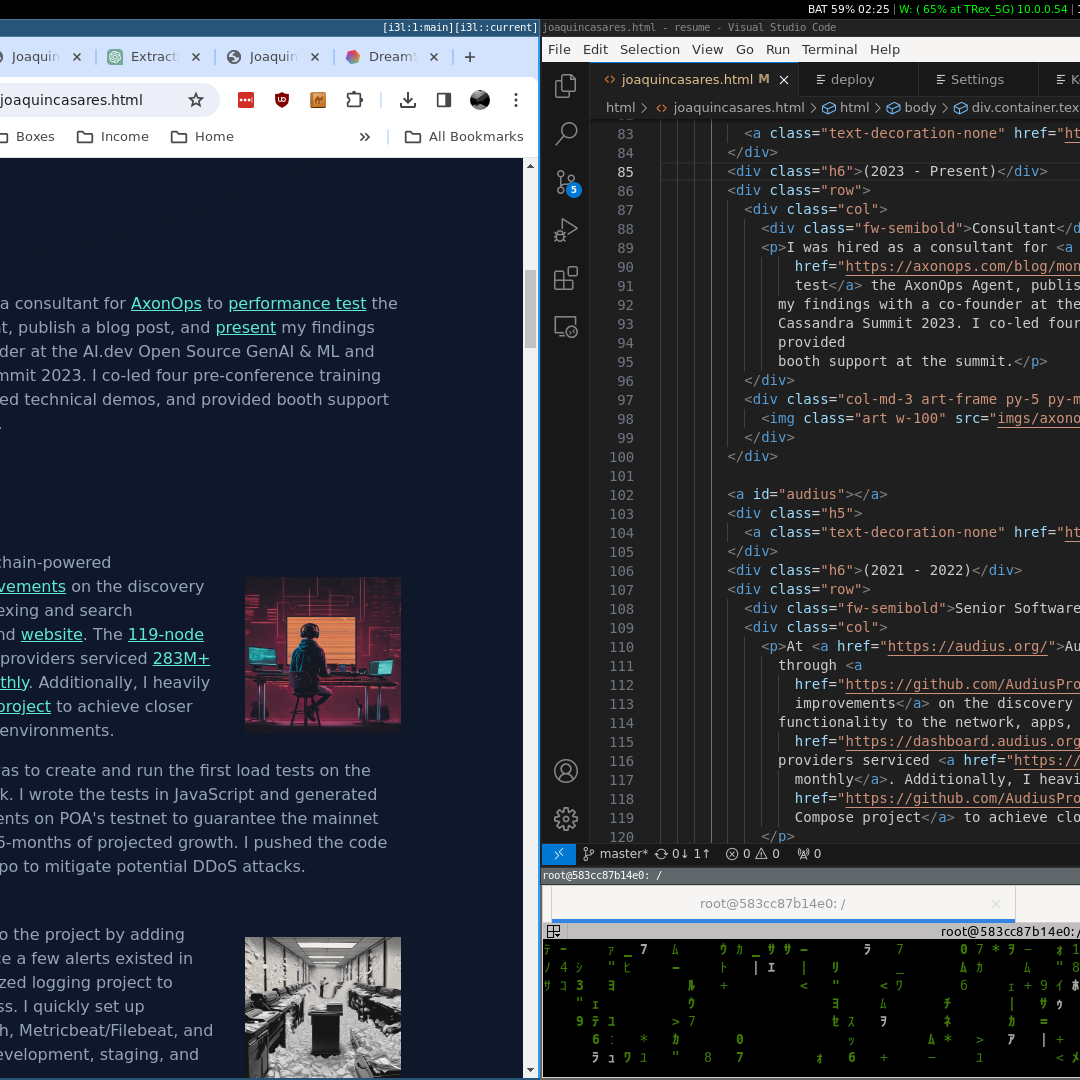 BAT 59% 02:25 | W: ( 65% at TRex_5G) 10.0.0.54 |
[i3l:1:main][i3l::current]
Joaquin
Extract
Joaquin
DreamS
joaquincasares.html
Boxes
Income
Home
All Bookmarks
a consultant for AxonOps to performance test the
t, publish a blog post, and present my findings
der at the AI.dev Open Source GenAI & ML and
mmit 2023. I co-led four pre-conference training
ed technical demos, and provided booth support
.
chain-powered
vements on the discovery
exing and search
nd website. The 119-node
providers serviced 283M+
thly. Additionally, I heavily
project to achieve closer
environments.
as to create and run the first load tests on the
k. I wrote the tests in JavaScript and generated
ents on POA's testnet to guarantee the mainnet
6-months of projected growth. I pushed the code
po to mitigate potential DDoS attacks.
o the project by adding
ce a few alerts existed in
zed logging project to
ss. I quickly set up
h, Metricbeat/Filebeat, and
evelopment, staging, and
joaquincasares.html - resume - Visual Studio Code
File Edit Selection View Go Run Terminal Help
joaquincasares.html M
deploy
Settings
html > joaquincasares.html > html > body > div.container.tex
83 <a class="text-decoration-none" href="ht
84 </div>
85 <div class="h6">(2023 - Present)</div>
86 <div class="row">
87 <div class="col">
88 <div class="fw-semibold">Consultant</d
89 <p>I was hired as a consultant for <a
90 href="https://axonops.com/blog/mon
91 test</a> the AxonOps Agent, publis
92 my findings with a co-founder at the
93 Cassandra Summit 2023. I co-led four
94 provided
95 booth support at the summit.</p>
96 </div>
97 <div class="col-md-3 art-frame py-5 py-m
98 <img class="art w-100" src="imgs/axono
99 </div>
100 </div>
101
102 <a id="audius"></a>
103 <div class="h5">
104 <a class="text-decoration-none" href="ht
105 </div>
106 <div class="h6">(2021 - 2022)</div>
107 <div class="row">
108 <div class="fw-semibold">Senior Software
109 <div class="col">
110 <p>At <a href="https://audius.org/">Au
111 through <a
112 href="https://github.com/AudiusPro
113 improvements</a> on the discovery
114 functionality to the network, apps,
115 href="https://dashboard.audius.org
116 providers serviced <a href="https://
117 monthly</a>. Additionally, I heavi
118 href="https://github.com/AudiusPro
119 Compose project</a> to achieve clo
120 </p>
5
master* 0↓ 1↑ 0 0 0
root@583cc87b14e0: /
root@583cc87b14e0: /
root@583cc87b14e0: /